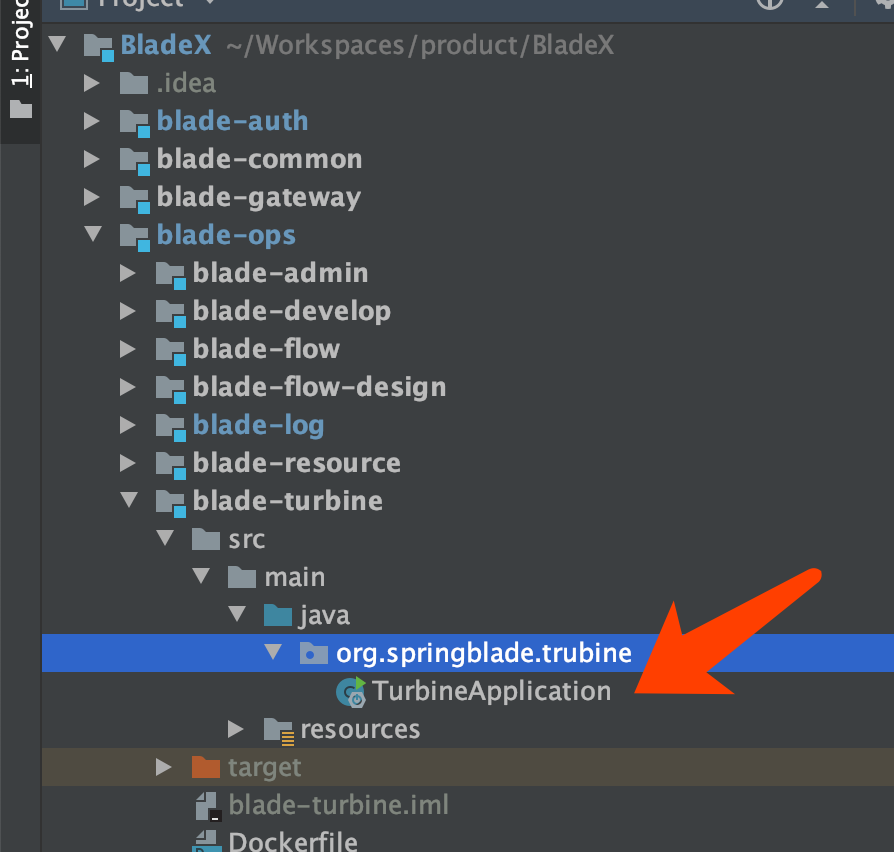 Project
1: Project
BladeX ~/Workspaces/product/BladeX
.idea
blade-auth
blade-common
blade-gateway
blade-ops
blade-admin
blade-develop
blade-flow
blade-flow-design
blade-log
blade-resource
blade-turbine
src
main
java
org.springblade.trubine
TurbineApplication
resources
target
blade-turbine.iml
Dockerfile